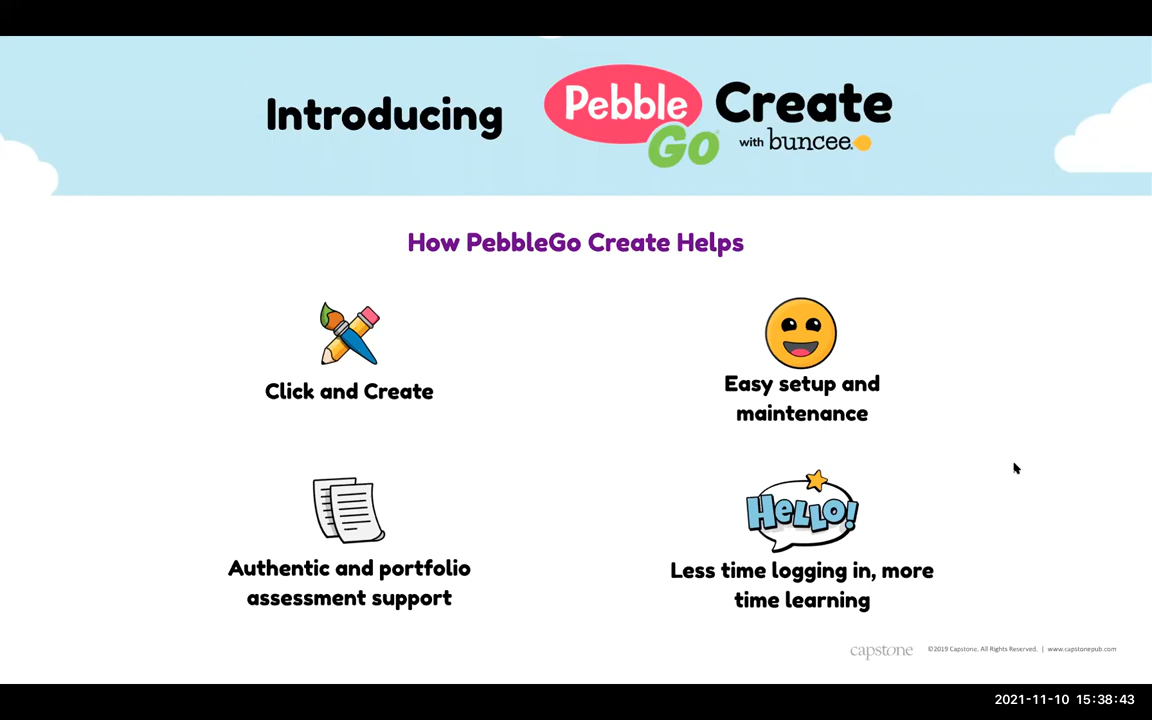 Introducing
Pebble
Go
Create
with buncee.
How PebbleGo Create Helps
Click and Create
Easy setup and
maintenance
Authentic and portfolio
assessment support
HELLO!
Less time logging in, more
time learning
capstone
©2019 Capstone. All Rights Reserved. | www.capstonepub.com
2021-11-10 15:38:43